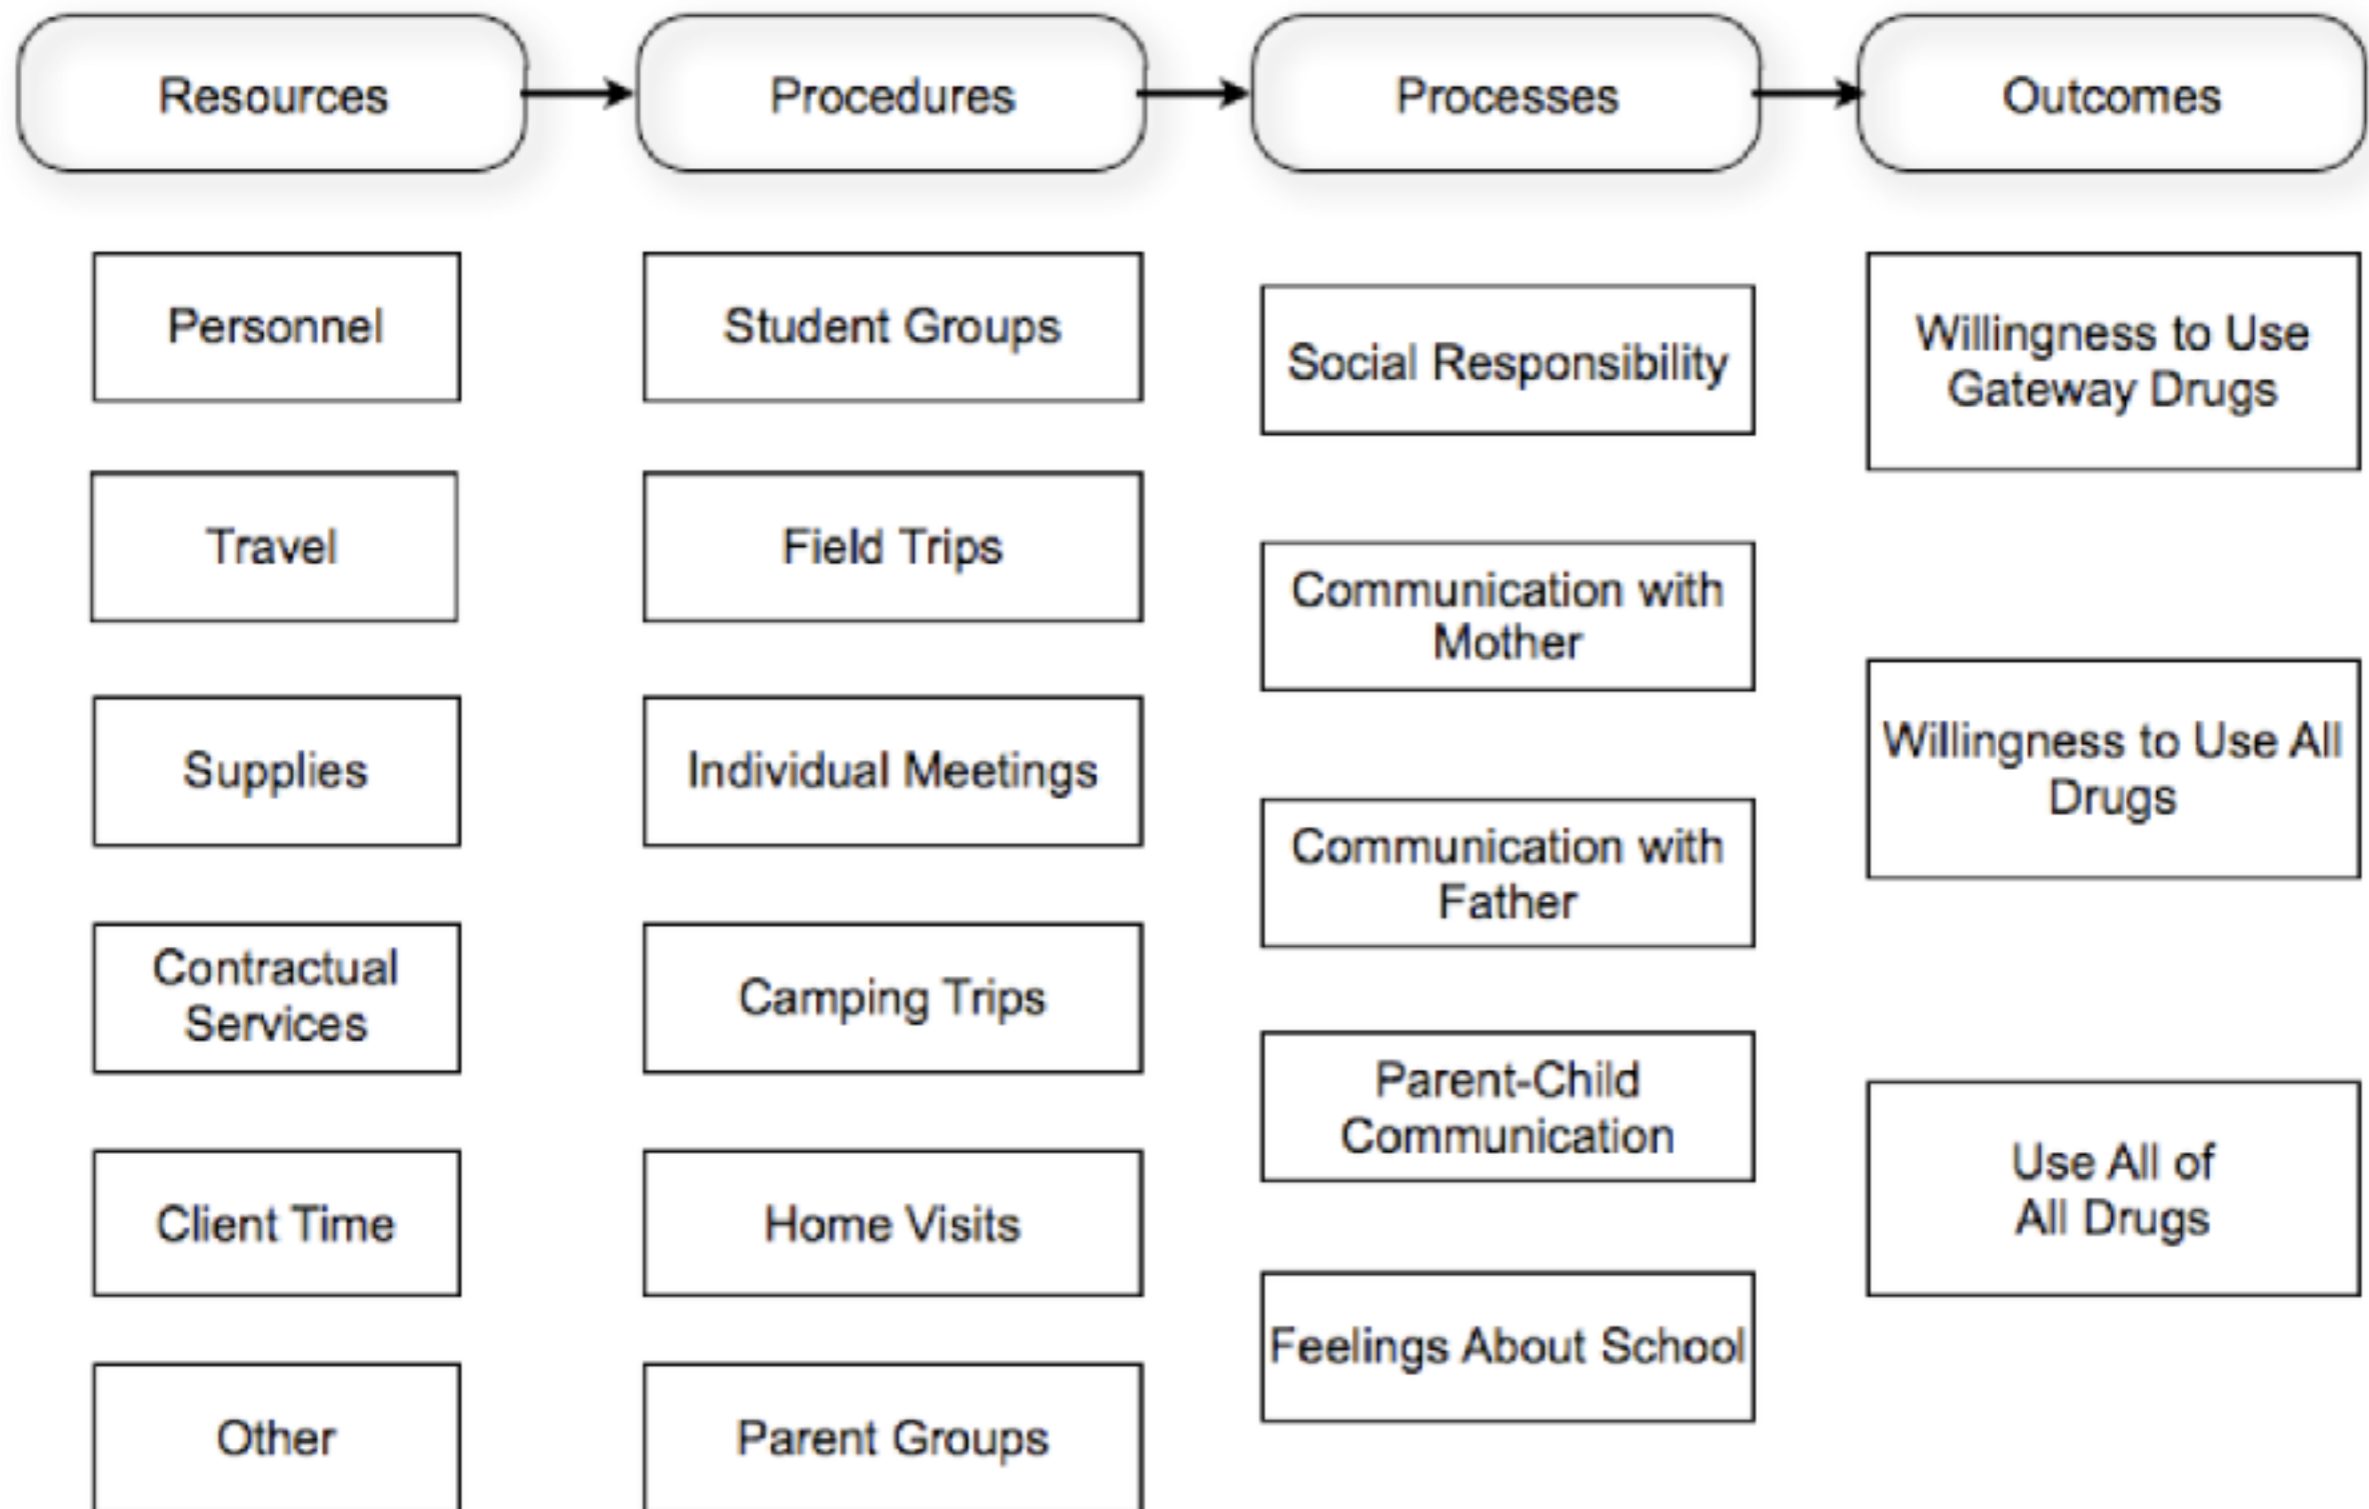 Resources
Procedures
Processes
Outcomes
Personnel
Travel
Supplies
Contractual
Services
Client Time
Other
Student Groups
Field Trips
Individual Meetings
Camping Trips
Home Visits
Parent Groups
Social Responsibility
Communication with
Mother
Communication with
Father
Parent-Child
Communication
Feelings About School
Willingness to Use
Gateway Drugs
Willingness to Use All
Drugs
Use All of
All Drugs